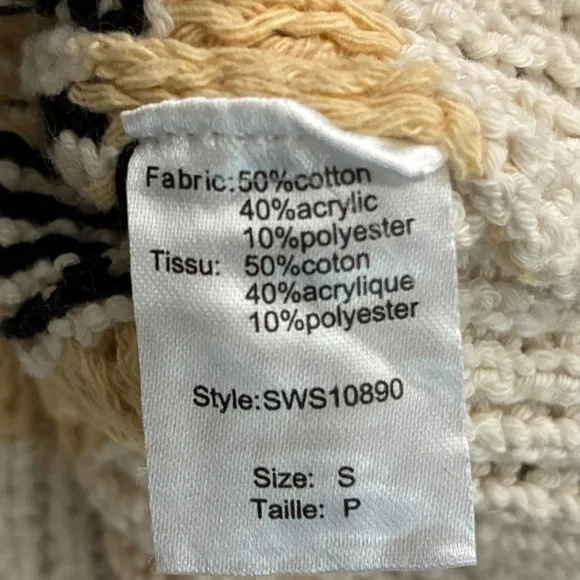 Fabric:50%cotton
40%acrylic
10%polyester
Tissu: 50%coton
40%acrylique
10%polyester
Style:SWS10890
Size: S
Taille: P